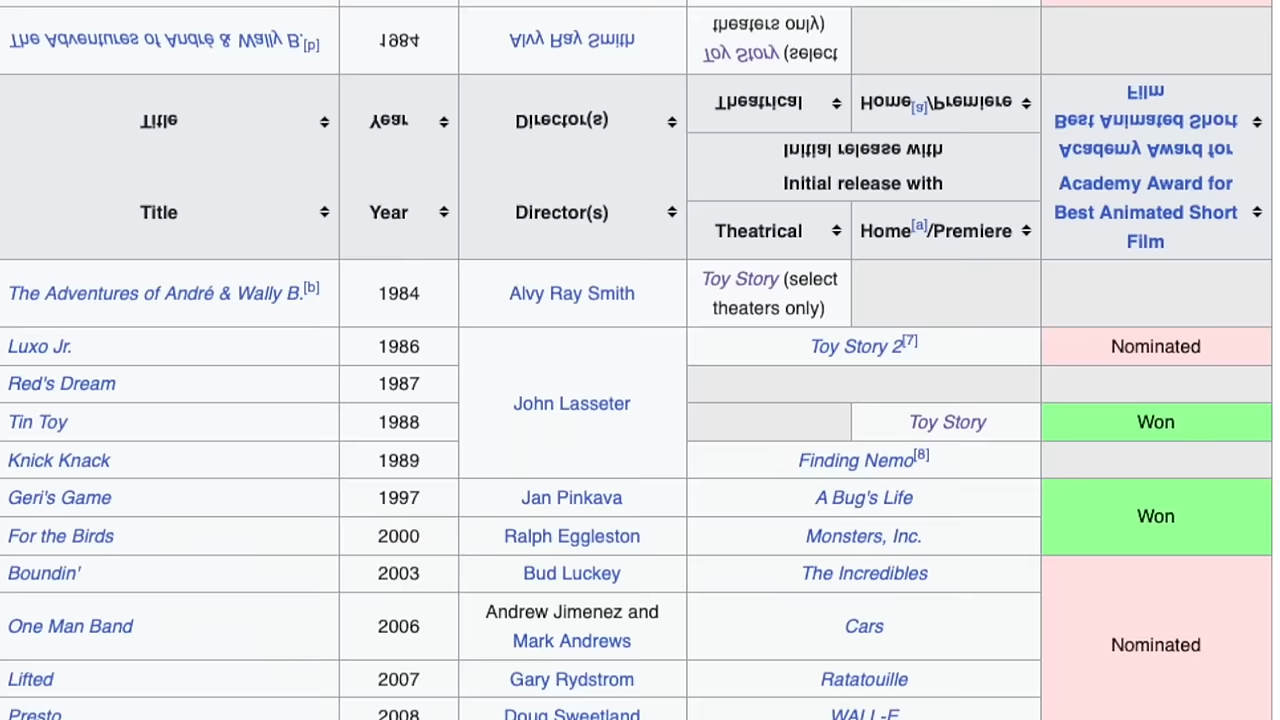 The Adventures of André & Wally B.[b] 1984 Alvy Ray Smith Toy Story (select
theaters only)
Title Year Director(s) Theatrical Home[a]/Premiere
Initial release with
Academy Award for
Best Animated Short
Film
Title Year Director(s) Initial release with
Theatrical Home[a]/Premiere
Academy Award for
Best Animated Short
Film
The Adventures of André & Wally B.[b] 1984 Alvy Ray Smith Toy Story (select
theaters only)
Luxo Jr. 1986 John Lasseter Toy Story 2[7] Nominated
Red's Dream 1987
Tin Toy 1988 Toy Story Won
Knick Knack 1989 Finding Nemo[8]
Geri's Game 1997 Jan Pinkava A Bug's Life Won
For the Birds 2000 Ralph Eggleston Monsters, Inc.
Boundin' 2003 Bud Luckey The Incredibles Nominated
One Man Band 2006 Andrew Jimenez and
Mark Andrews Cars
Lifted 2007 Gary Rydstrom Ratatouille
Presto 2008 Doug Sweetland WALL-E